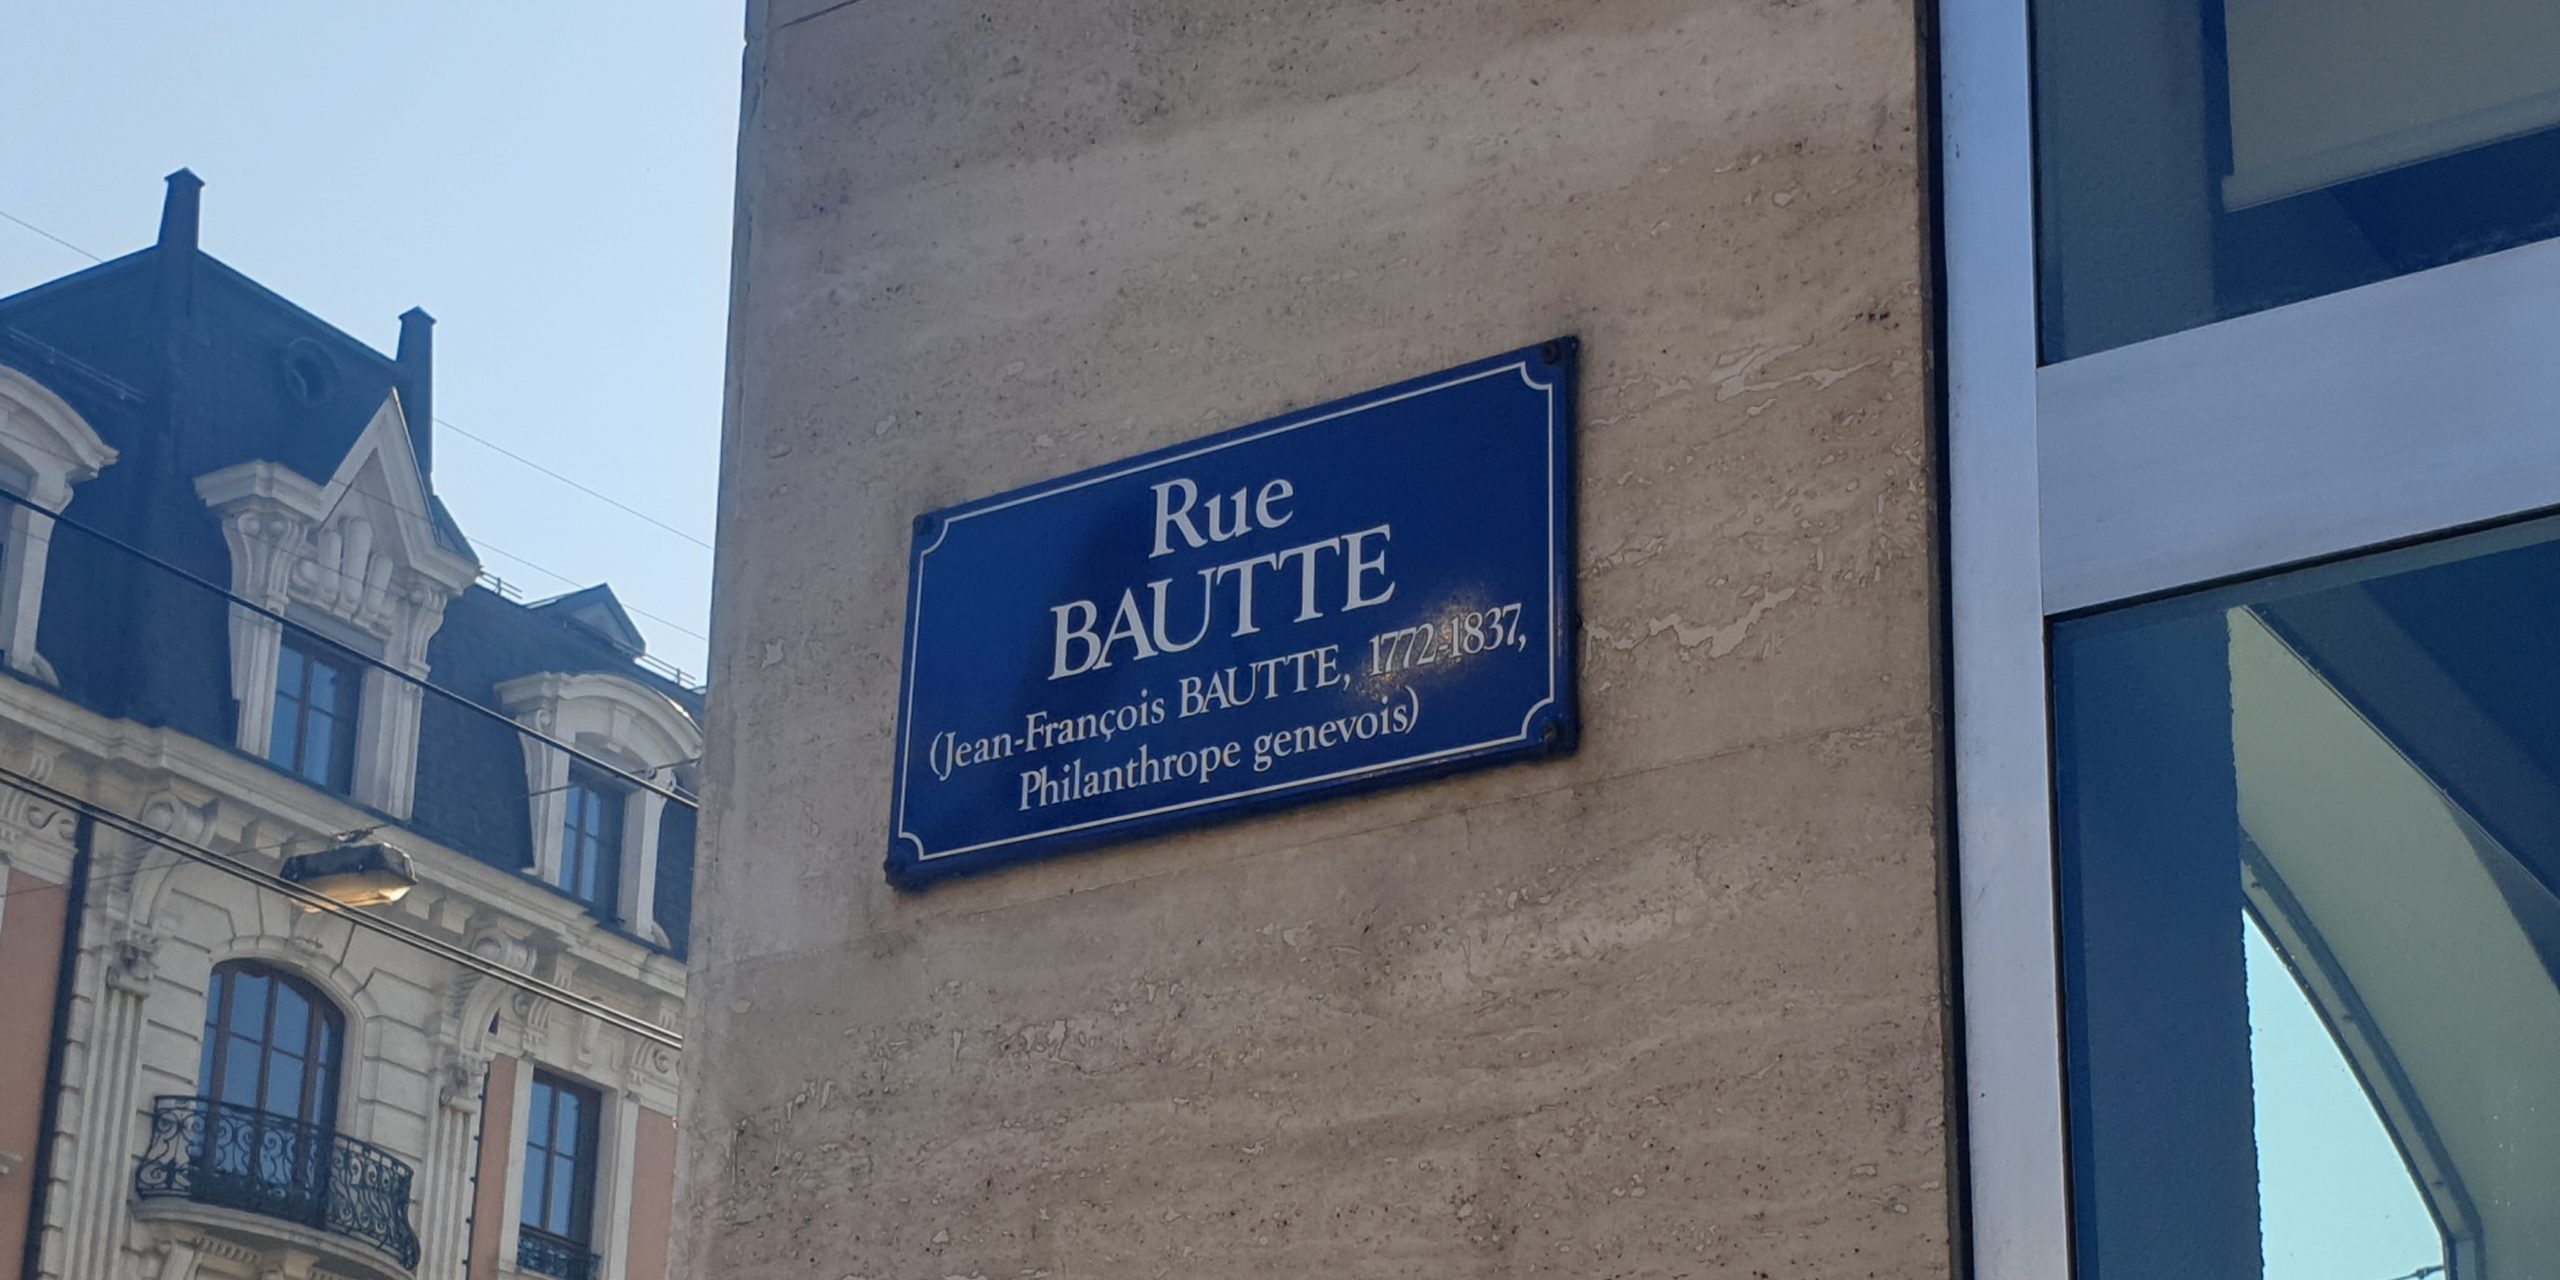 Rue
BAUTTE
(Jean-François BAUTTE, 1772-1837,
Philanthrope genevois)